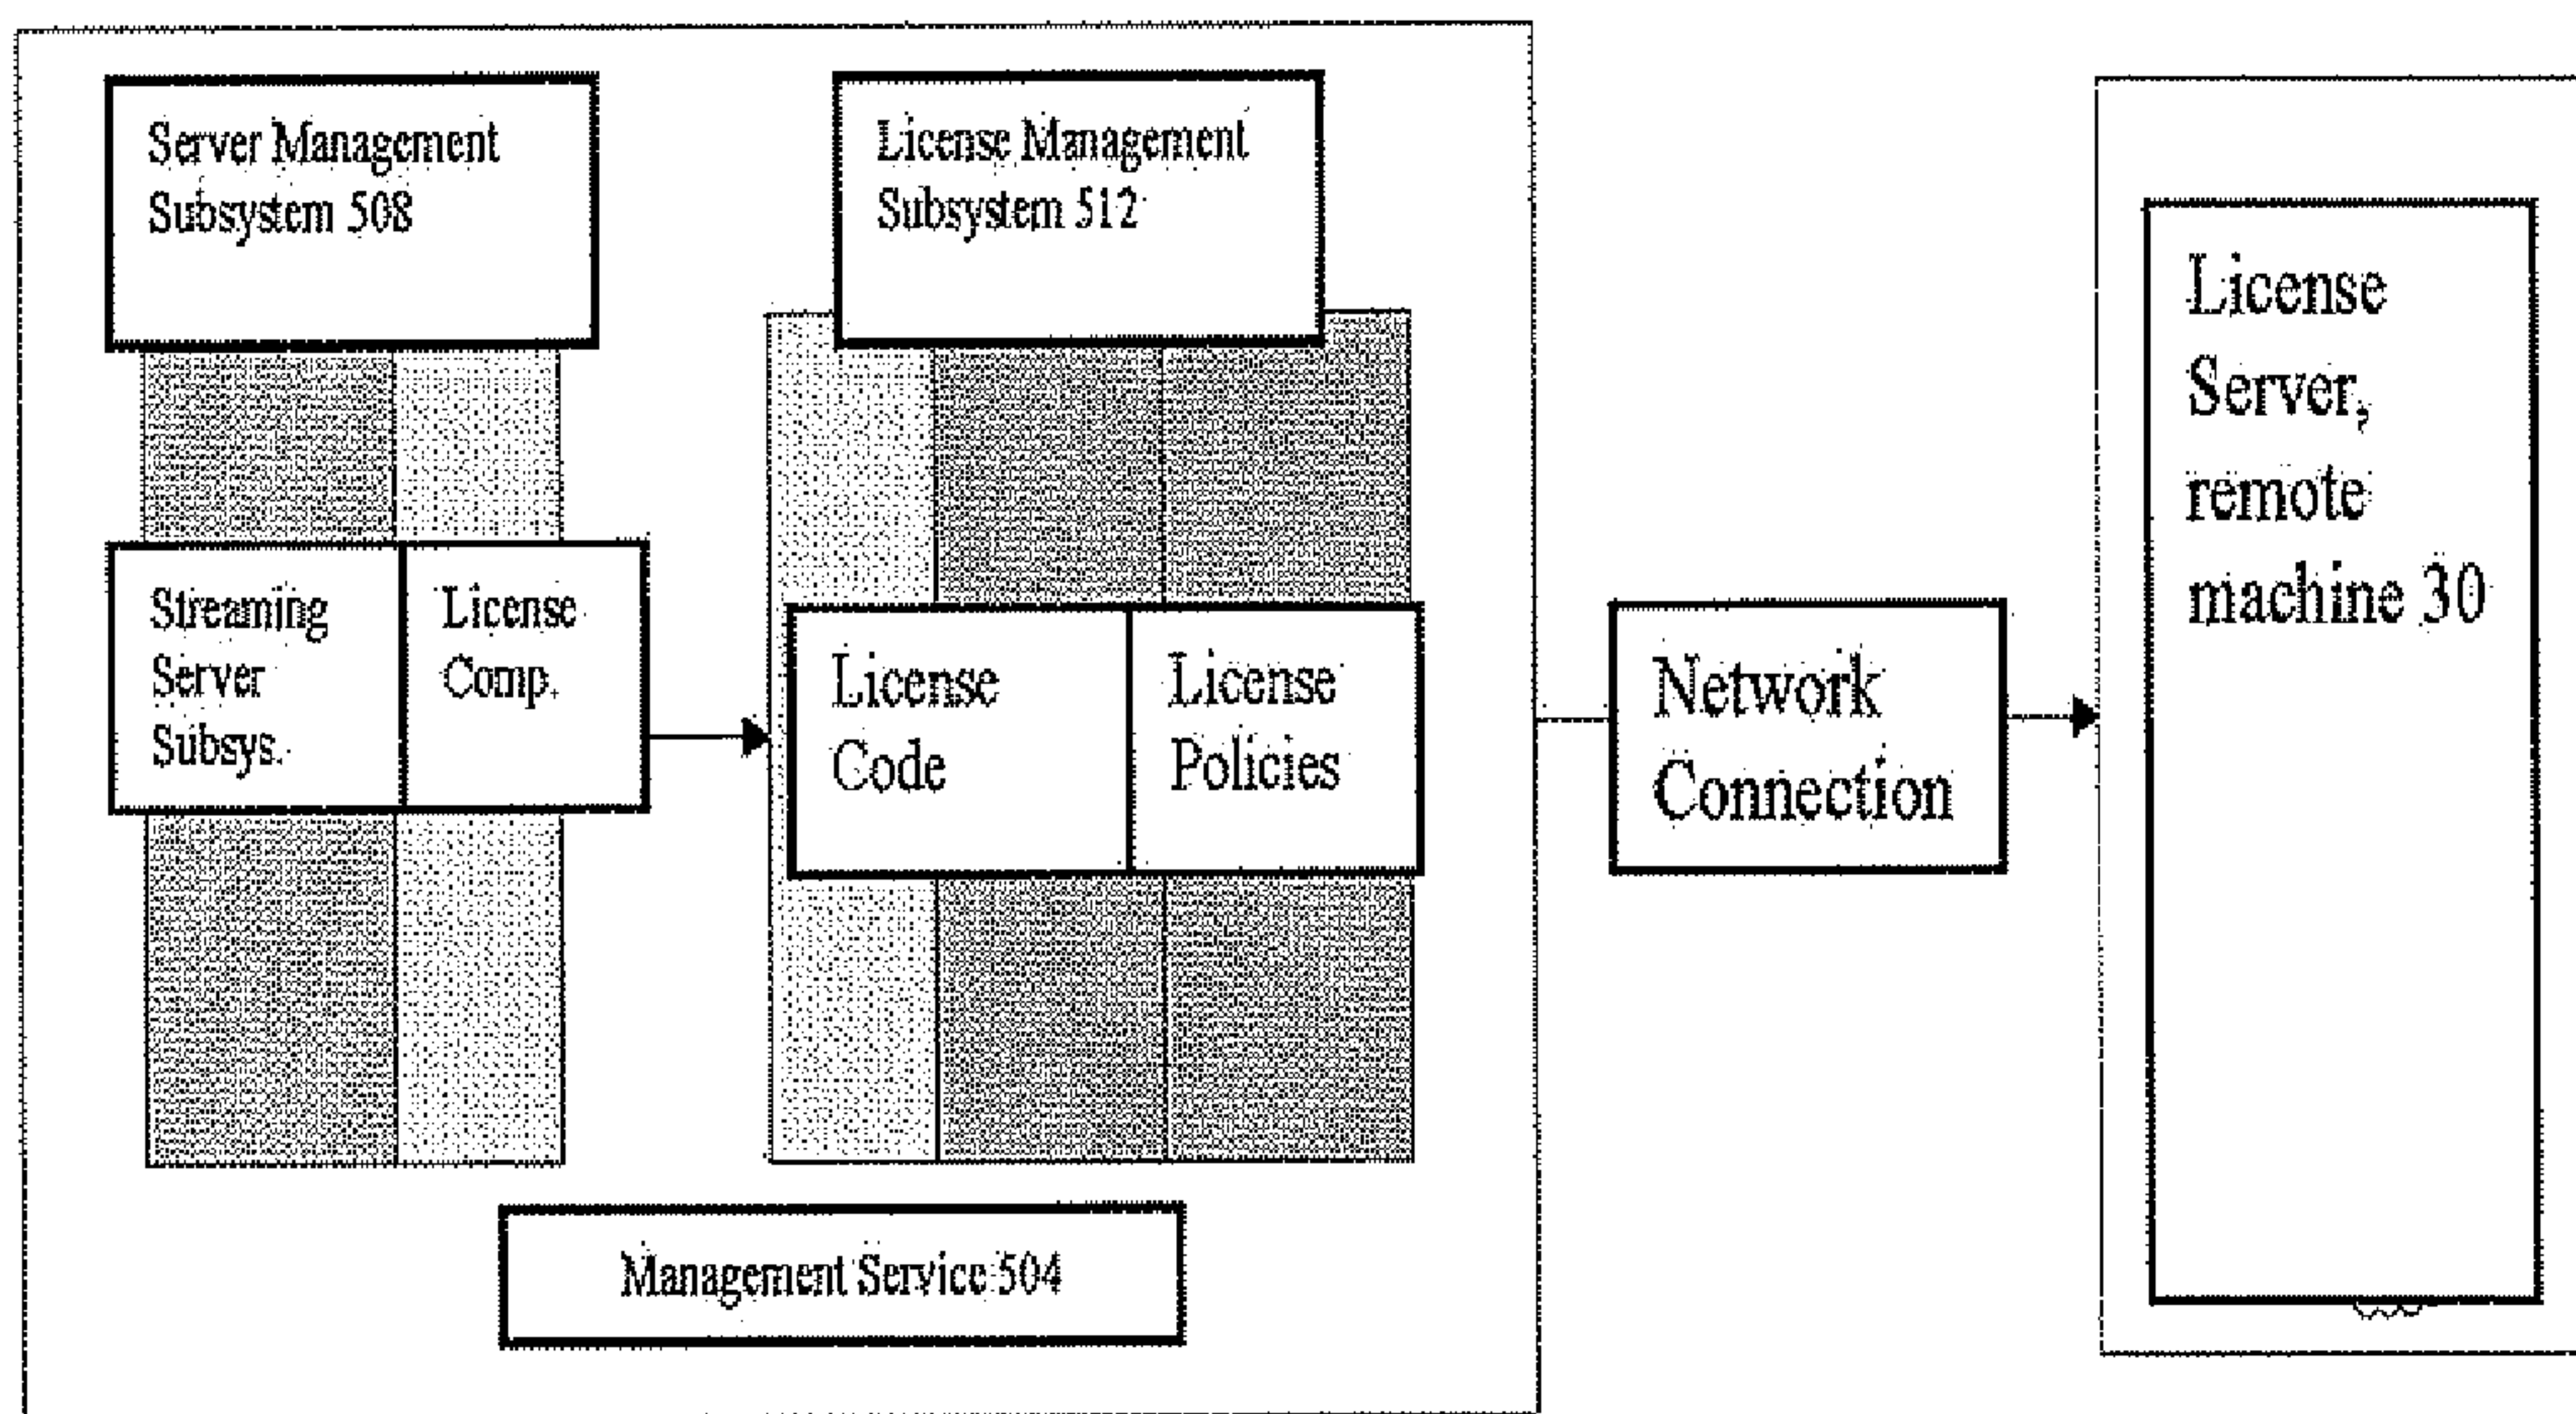 Server Management
Subsystem 508
License Management
Subsystem 512
Streaming
Server
Subsys.
License
Comp.
License
Code
License
Policies
Management Service 504
Network
Connection
License
Server,
remote
machine 30